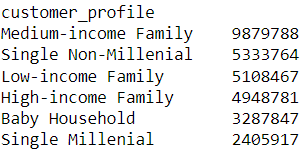 customer_profile
Medium-income Family 9879788
Single Non-Millenial 5333764
Low-income Family 5108467
High-income Family 4948781
Baby Household 3287847
Single Millenial 2405917